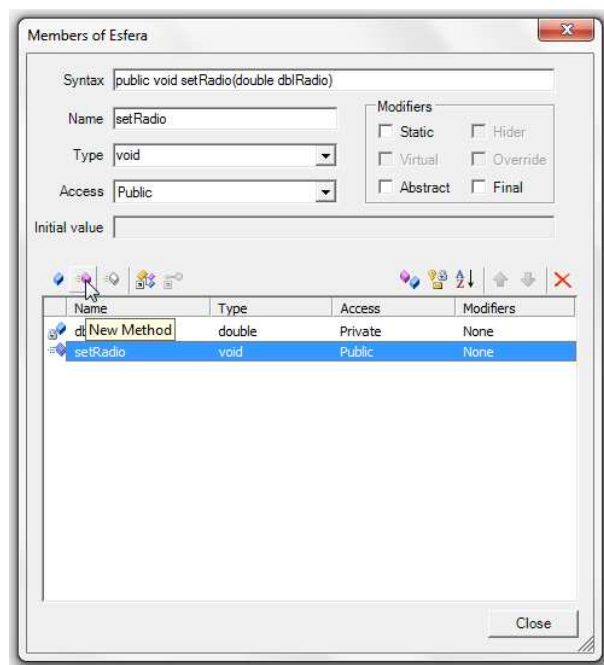 Members of Esfera
Syntax public void setRadio(double dblRadio)
Name setRadio
Modifiers
Static Hider
Type void
Virtual Override
Access Public
Abstract Final
Initial value
Name Type Access Modifiers
New Method double Private None
setRadio void Public None
Close